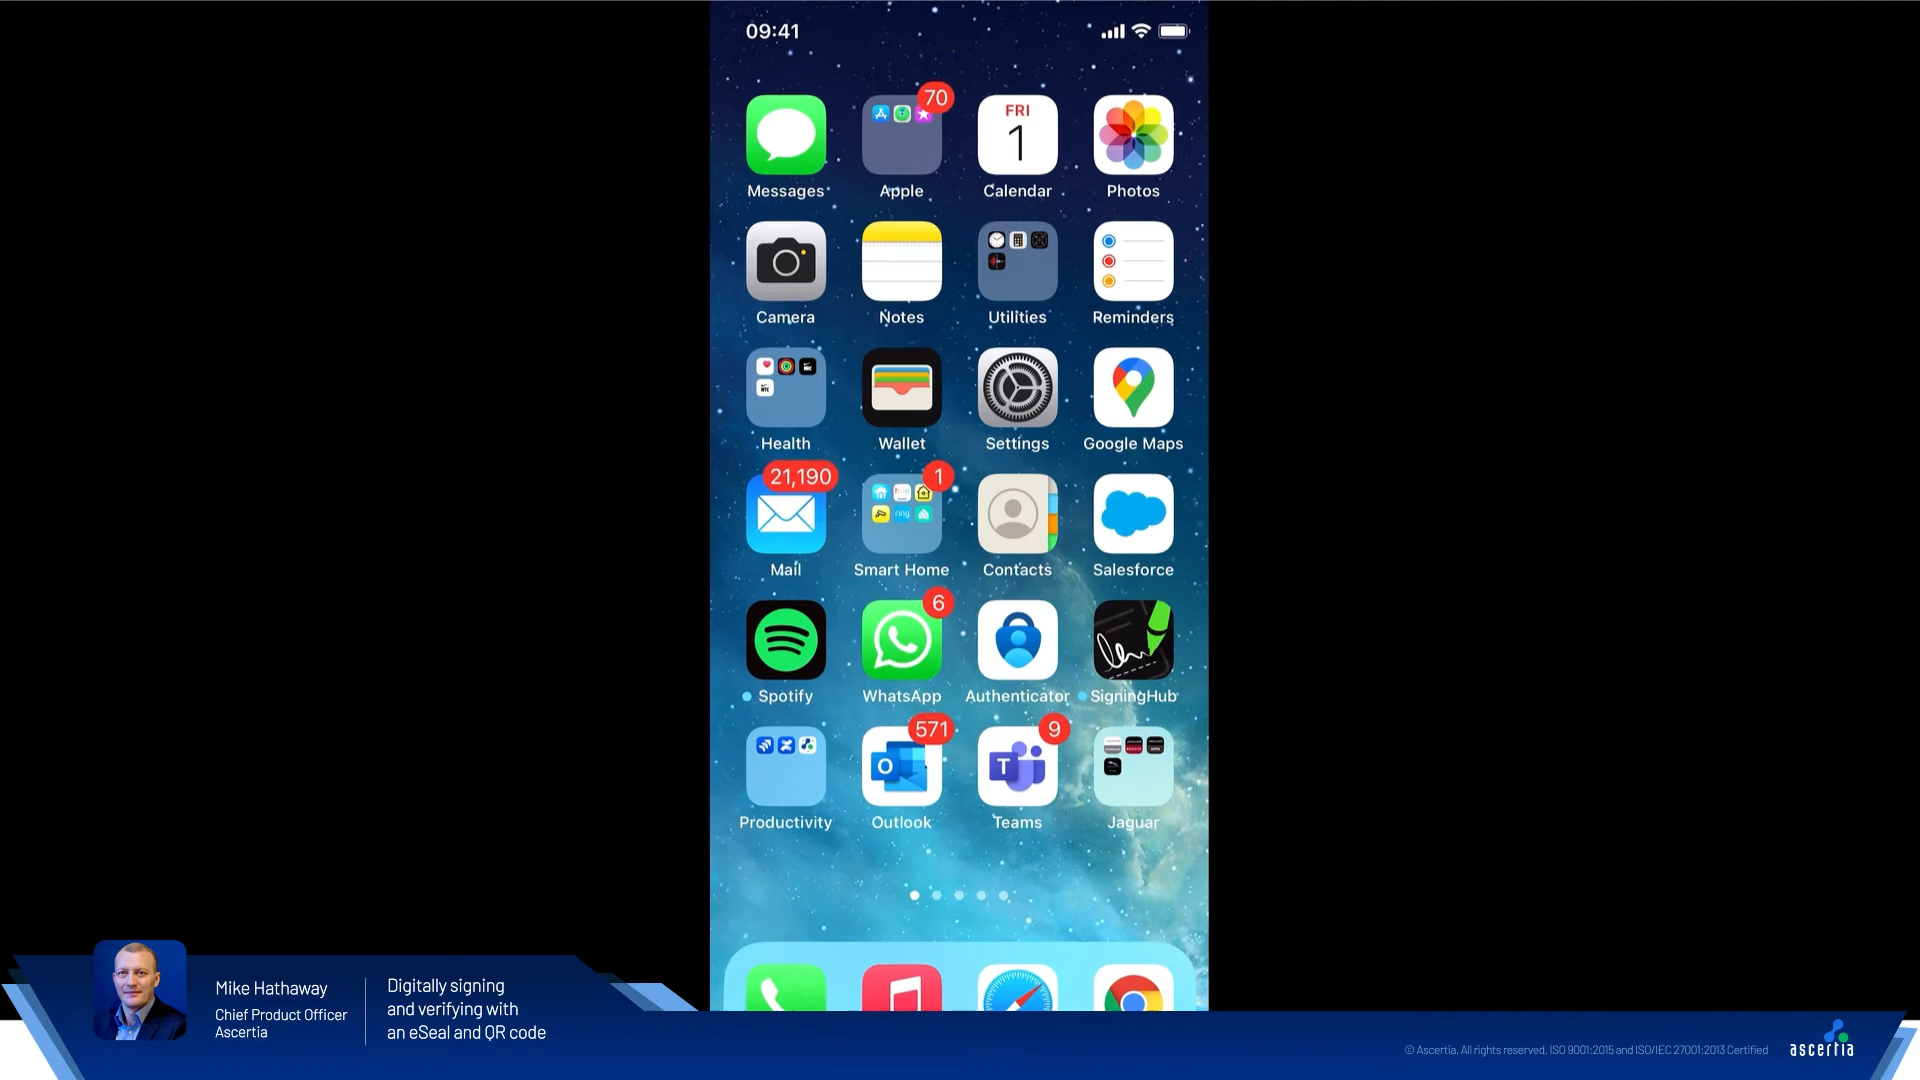 09:41
70
FRI
1
Messages
Apple
Calendar
Photos
Camera
Notes
Utilities
Reminders
Health
Wallet
Settings
Google Maps
21,190
1
ring
Mail
Smart Home
Contacts
Salesforce
6
Spotify
WhatsApp
Authenticator
SigningHub
571
9
O
T
Productivity
Outlook
Teams
Jaguar
Mike Hathaway
Chief Product Officer
Ascertia
Digitally signing
and verifying with
an eSeal and QR code
© Ascertia. All rights reserved. ISO 9001:2015 and ISO/IEC 27001:2013 Certified
ascertia